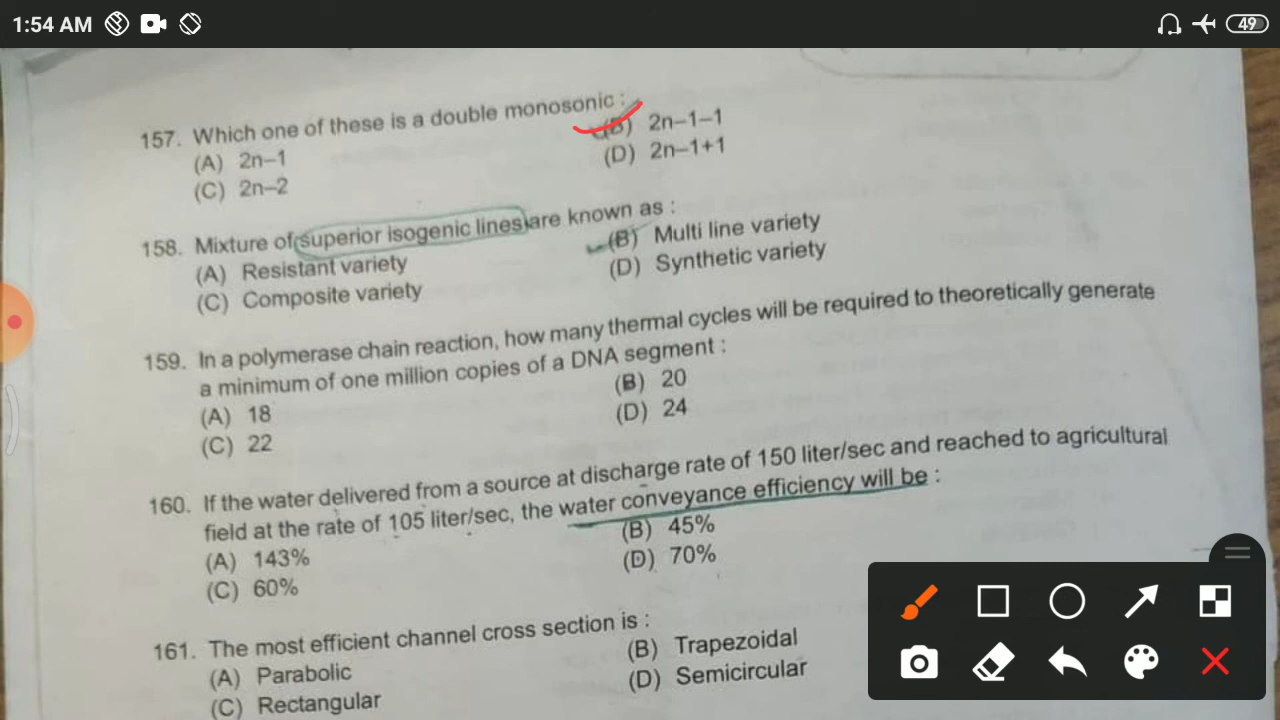 1:54 AM
49
157. Which one of these is a double monosonic :
(A) 2n–1
(B) 2n–1–1
(C) 2n–2
(D) 2n–1+1
158. Mixture of superior isogenic lines are known as :
(A) Resistant variety
(B) Multi line variety
(C) Composite variety
(D) Synthetic variety
159. In a polymerase chain reaction, how many thermal cycles will be required to theoretically generate
a minimum of one million copies of a DNA segment :
(A) 18
(B) 20
(C) 22
(D) 24
160. If the water delivered from a source at discharge rate of 150 liter/sec and reached to agricultural
field at the rate of 105 liter/sec, the water conveyance efficiency will be :
(A) 143%
(B) 45%
(C) 60%
(D) 70%
161. The most efficient channel cross section is :
(A) Parabolic
(B) Trapezoidal
(C) Rectangular
(D) Semicircular